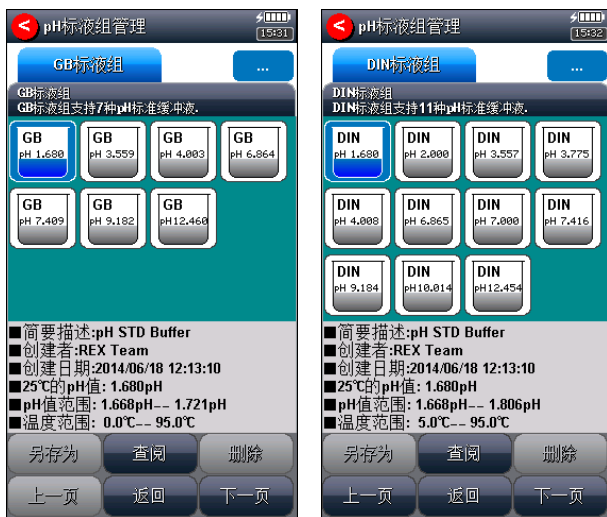 < pH标液组管理
15:31
GB标液组
...
GB标液组
GB标液组支持7种pH标准缓冲液.
GB GB GB GB
pH 1.680 pH 3.559 pH 4.003 pH 6.864
GB GB GB
pH 7.409 pH 9.182 pH12.460
■简要描述:pH STD Buffer
■创建者:REX Team
■创建日期:2014/06/18 12:13:10
■25℃的pH值: 1.680pH
■pH值范围: 1.668pH-- 1.721pH
■温度范围: 0.0℃-- 95.0℃
另存为 查阅 删除
上一页 返回 下一页
< pH标液组管理
15:32
DIN标液组
...
DIN标液组
DIN标液组支持11种pH标准缓冲液.
DIN DIN DIN DIN
pH 1.680 pH 2.000 pH 3.557 pH 3.775
DIN DIN DIN DIN
pH 4.008 pH 6.865 pH 7.000 pH 7.416
DIN DIN DIN
pH 9.184 pH10.014 pH12.454
■简要描述:pH STD Buffer
■创建者:REX Team
■创建日期:2014/06/18 12:13:10
■25℃的pH值: 1.680pH
■pH值范围: 1.668pH-- 1.806pH
■温度范围: 5.0℃-- 95.0℃
另存为 查阅 删除
上一页 返回 下一页